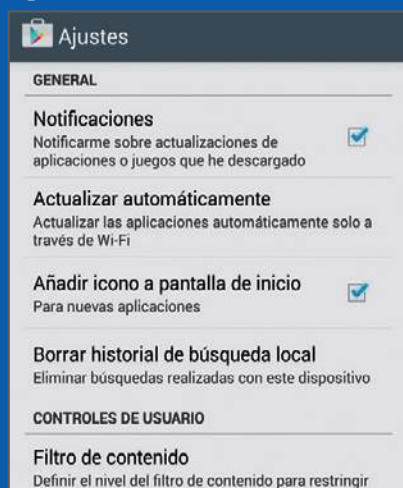 Ajustes
GENERAL
Notificaciones
Notificarme sobre actualizaciones de
aplicaciones o juegos que he descargado
Actualizar automáticamente
Actualizar las aplicaciones automáticamente solo a
través de Wi-Fi
Añadir icono a pantalla de inicio
Para nuevas aplicaciones
Borrar historial de búsqueda local
Eliminar búsquedas realizadas con este dispositivo
CONTROLES DE USUARIO
Filtro de contenido
Definir el nivel del filtro de contenido para restringir